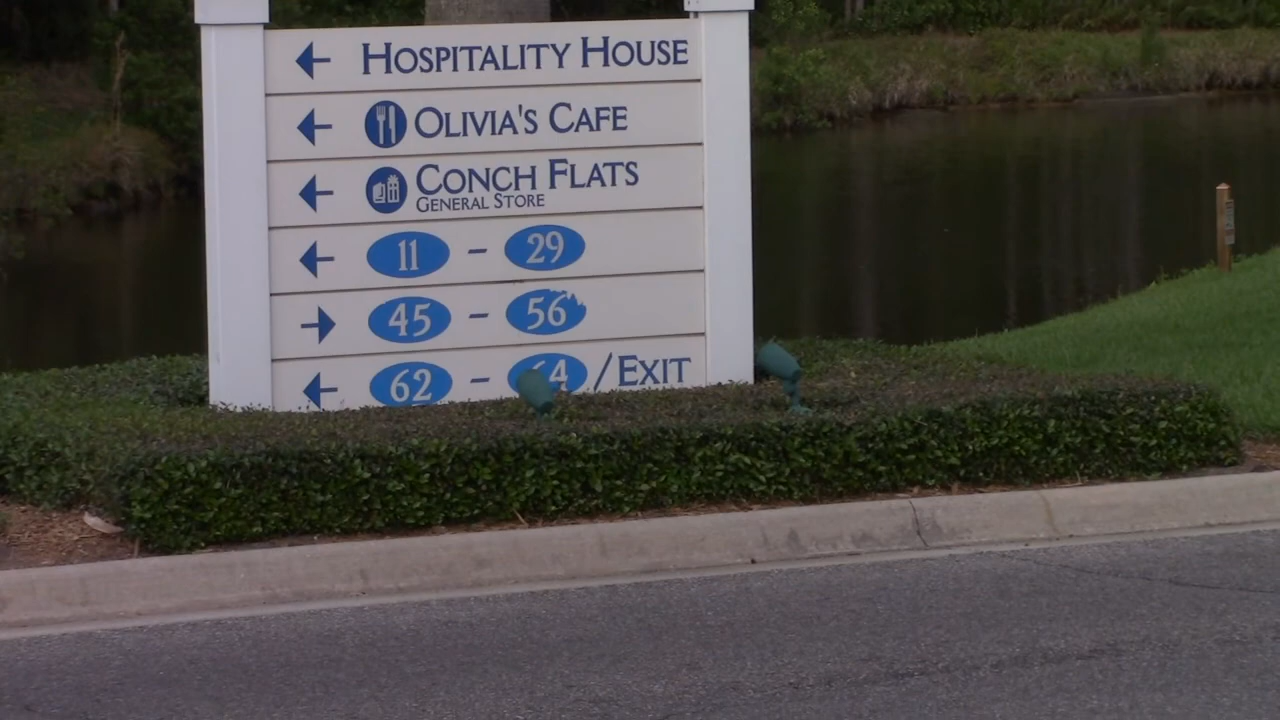 HOSPITALITY HOUSE
OLIVIA'S CAFE
CONCH FLATS
GENERAL STORE
11 - 29
45 - 56
62 - 64 / EXIT